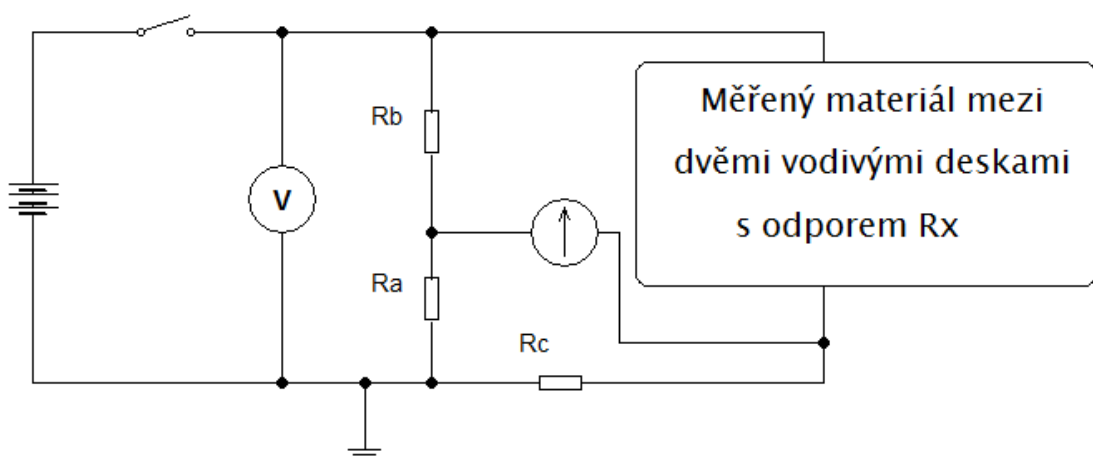 Rb
Měřený materiál mezi
dvěmi vodivými deskami
s odporem Rx
V
Ra
Rc